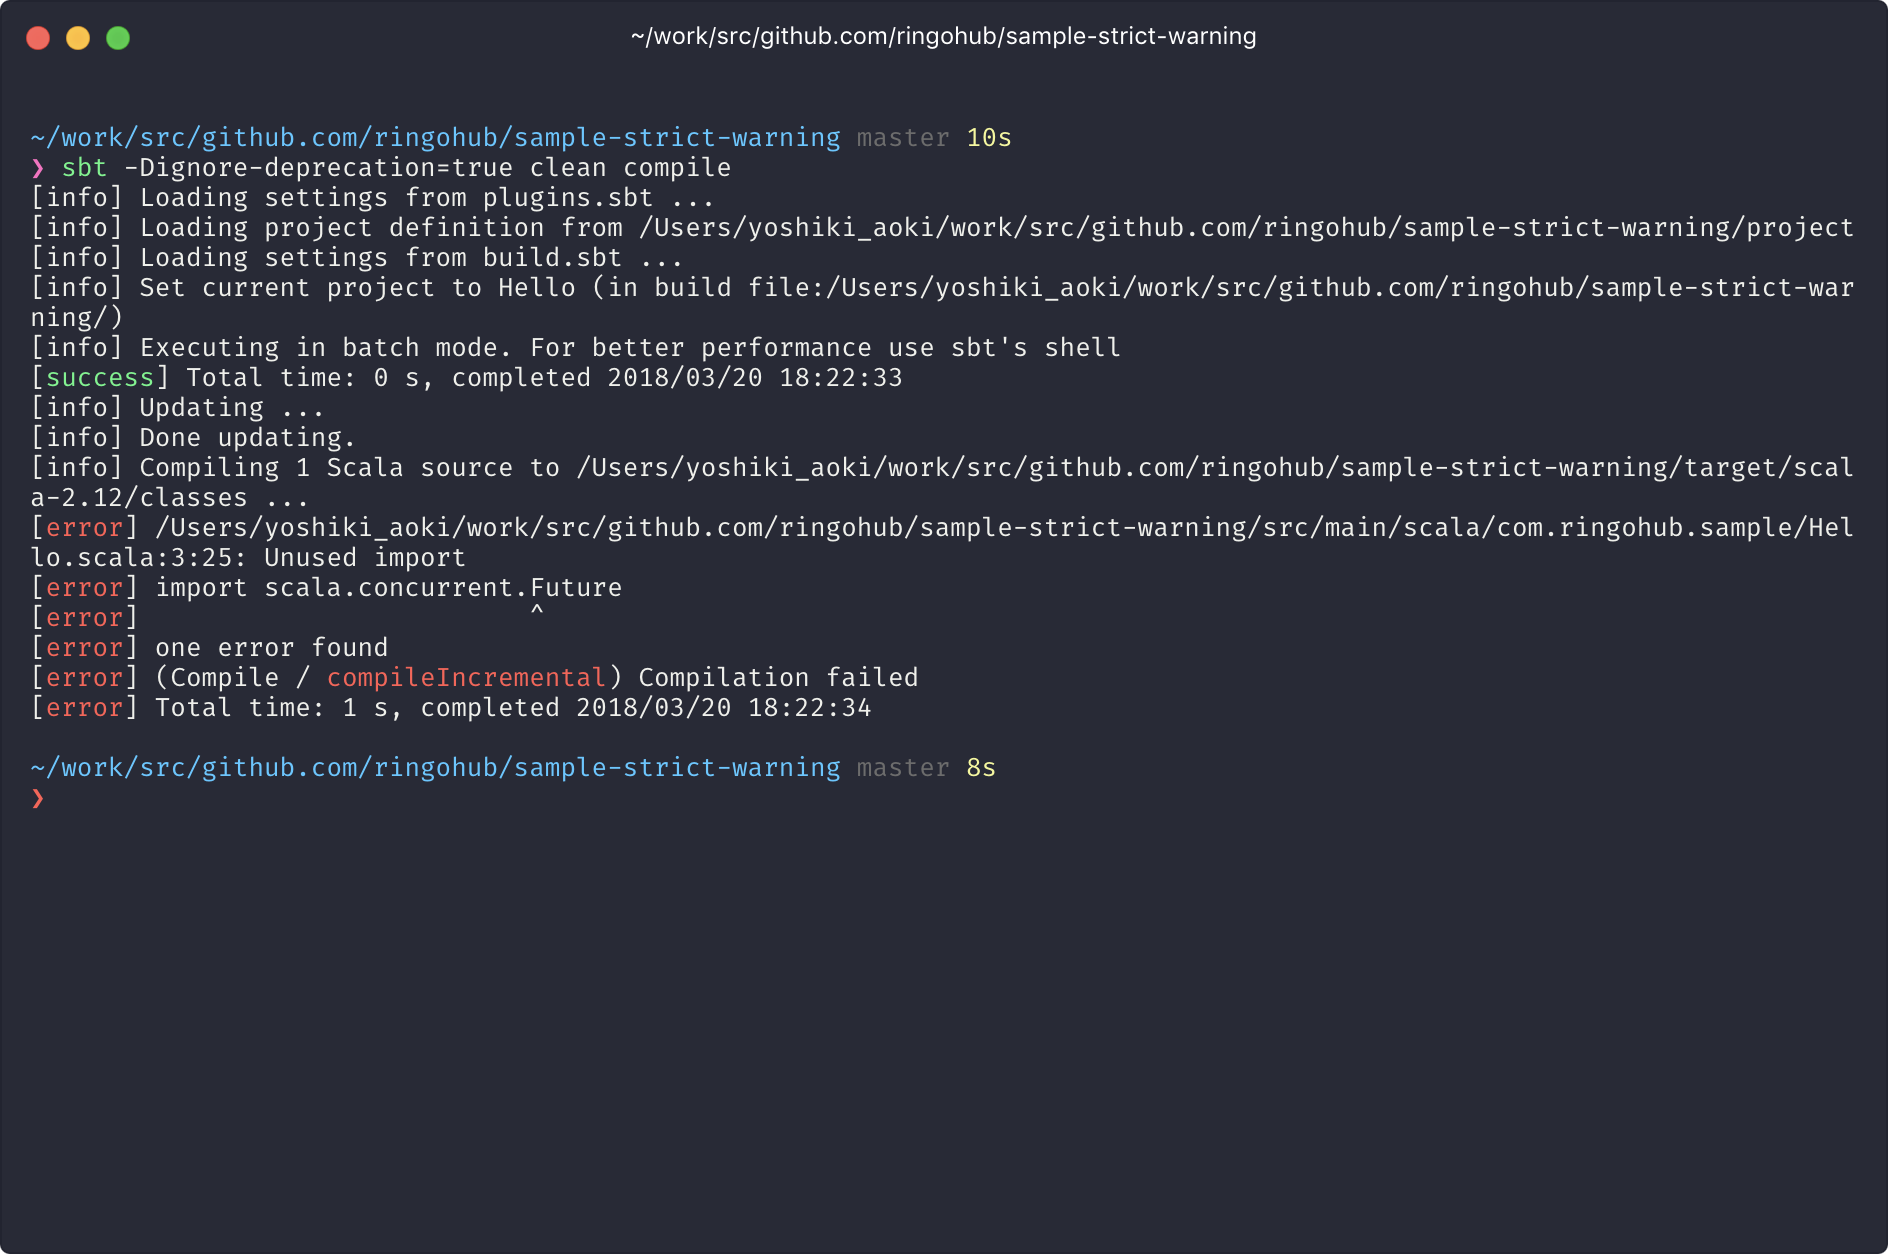 ~/work/src/github.com/ringohub/sample-strict-warning
~/work/src/github.com/ringohub/sample-strict-warning master 10s
❯ sbt -Dignore-deprecation=true clean compile
[info] Loading settings from plugins.sbt ...
[info] Loading project definition from /Users/yoshiki_aoki/work/src/github.com/ringohub/sample-strict-warning/project
[info] Loading settings from build.sbt ...
[info] Set current project to Hello (in build file:/Users/yoshiki_aoki/work/src/github.com/ringohub/sample-strict-war
ning/)
[info] Executing in batch mode. For better performance use sbt's shell
[success] Total time: 0 s, completed 2018/03/20 18:22:33
[info] Updating ...
[info] Done updating.
[info] Compiling 1 Scala source to /Users/yoshiki_aoki/work/src/github.com/ringohub/sample-strict-warning/target/scal
a-2.12/classes ...
[error] /Users/yoshiki_aoki/work/src/github.com/ringohub/sample-strict-warning/src/main/scala/com.ringohub.sample/Hel
lo.scala:3:25: Unused import
[error] import scala.concurrent.Future
[error]                         ^
[error] one error found
[error] (Compile / compileIncremental) Compilation failed
[error] Total time: 1 s, completed 2018/03/20 18:22:34
~/work/src/github.com/ringohub/sample-strict-warning master 8s
❯